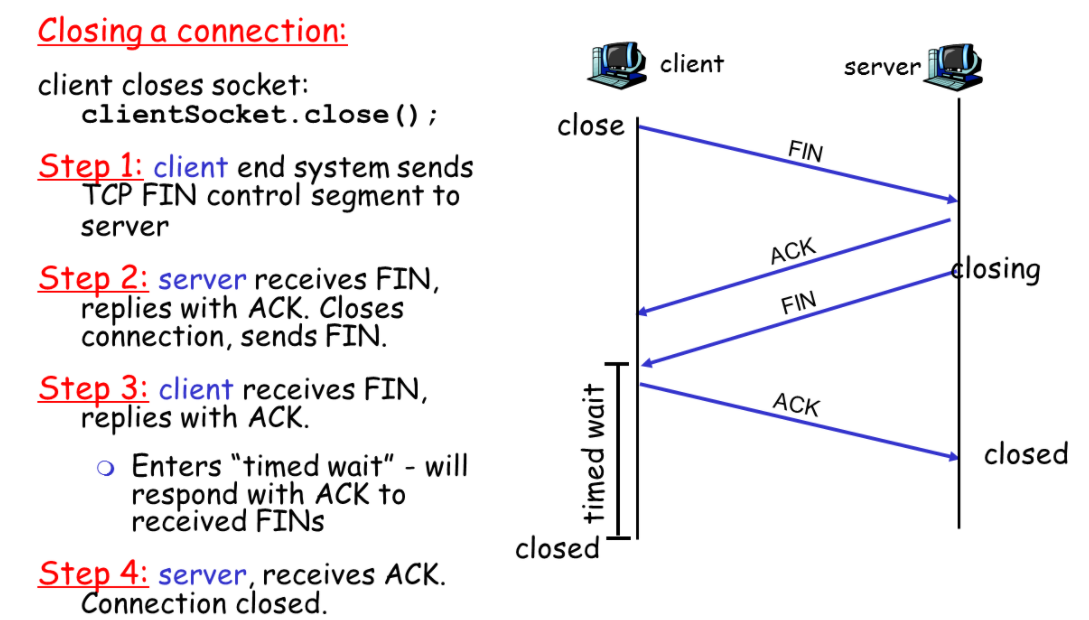 Closing a connection:
client closes socket:
clientSocket.close();
Step 1: client end system sends
TCP FIN control segment to
server
Step 2: server receives FIN,
replies with ACK. Closes
connection, sends FIN.
Step 3: client receives FIN,
replies with ACK.
Enters “timed wait” - will
respond with ACK to
received FINs
Step 4: server, receives ACK.
Connection closed.
client
server
close
FIN
ACK
closing
FIN
timed wait
ACK
closed
closed